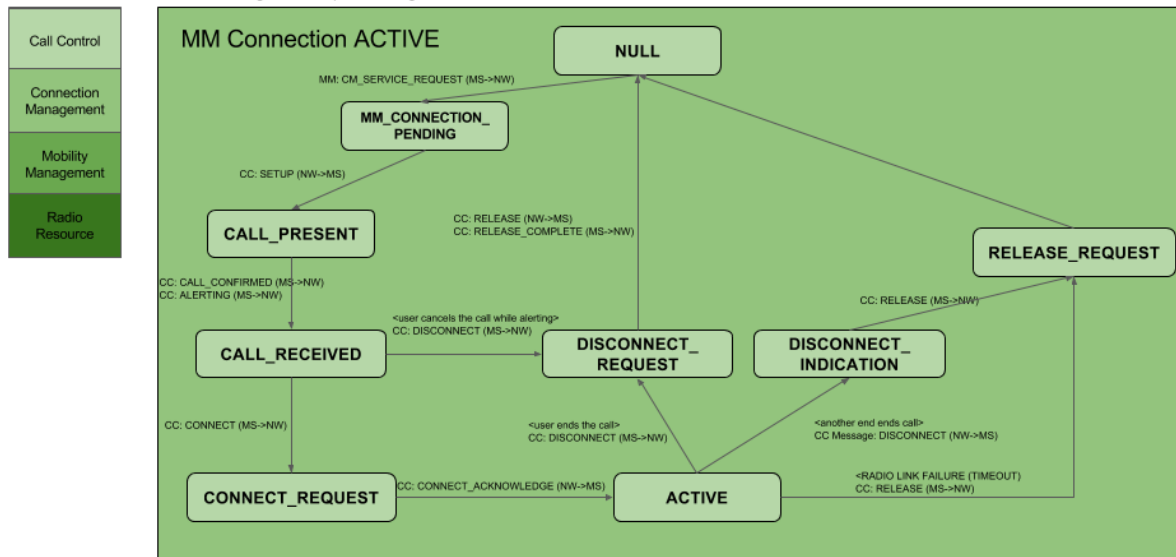 Call Control
Connection
Management
Mobility
Management
Radio
Resource
MM Connection ACTIVE
NULL
MM: CM_SERVICE_REQUEST (MS->NW)
MM_CONNECTION_
PENDING
CC: SETUP (NW->MS)
CALL_PRESENT
CC: RELEASE (NW->MS)
CC: RELEASE_COMPLETE (MS->NW)
RELEASE_REQUEST
CC: CALL_CONFIRMED (MS->NW)
CC: ALERTING (MS->NW)
CC: RELEASE (MS->NW)
<user cancels the call while alerting>
CC: DISCONNECT (MS->NW)
CALL_RECEIVED
DISCONNECT_
REQUEST
DISCONNECT_
INDICATION
CC: CONNECT (MS->NW)
<user ends the call>
CC: DISCONNECT (MS->NW)
<another end ends call>
CC Message: DISCONNECT (NW->MS)
CONNECT_REQUEST
CC: CONNECT_ACKNOWLEDGE (NW->MS)
ACTIVE
<RADIO LINK FAILURE (TIMEOUT)
CC: RELEASE (MS->NW)